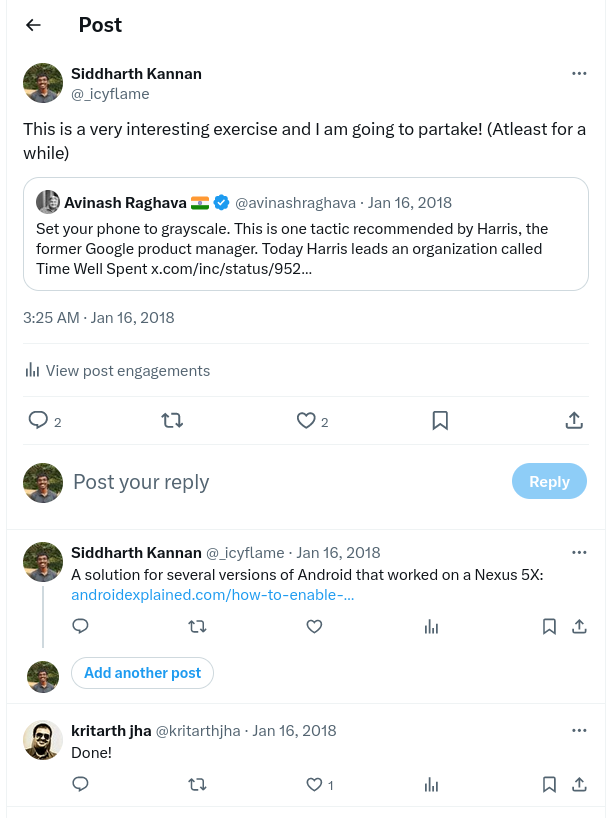 Post
Siddharth Kannan
@_icyflame
This is a very interesting exercise and I am going to partake! (Atleast for a
while)
Avinash Raghava 🇮🇳 @avinashraghava · Jan 16, 2018
Set your phone to grayscale. This is one tactic recommended by Harris, the
former Google product manager. Today Harris leads an organization called
Time Well Spent x.com/inc/status/952…
3:25 AM · Jan 16, 2018
View post engagements
2 2
Post your reply Reply
Siddharth Kannan @_icyflame · Jan 16, 2018
A solution for several versions of Android that worked on a Nexus 5X:
androidexplained.com/how-to-enable-…
Add another post
kritarth jha @kritarthjha · Jan 16, 2018
Done!
1